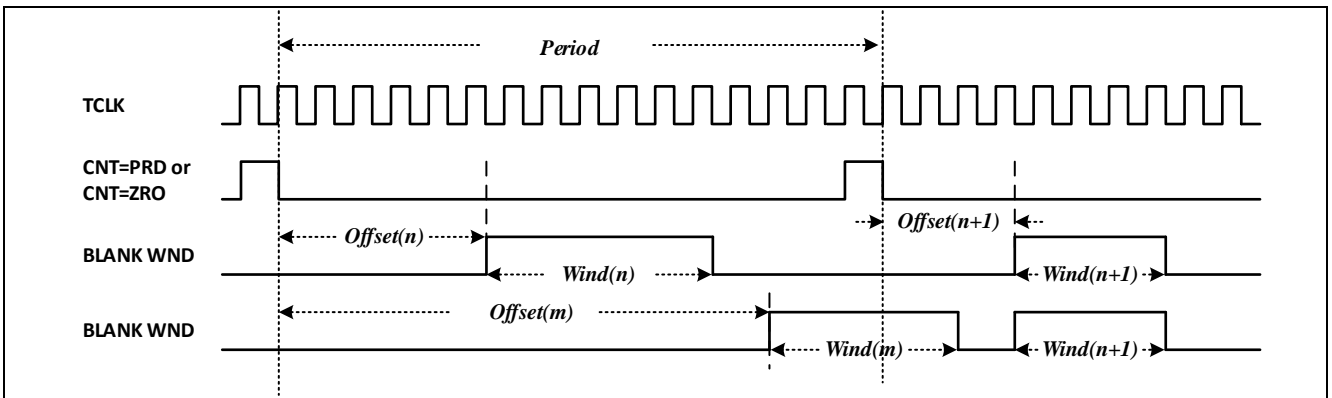 Period
TCLK
CNT=PRD or
CNT=ZRO
Offset(n)
Offset(n+1)
BLANK WND
Wind(n)
Wind(n+1)
Offset(m)
BLANK WND
Wind(m)
Wind(n+1)